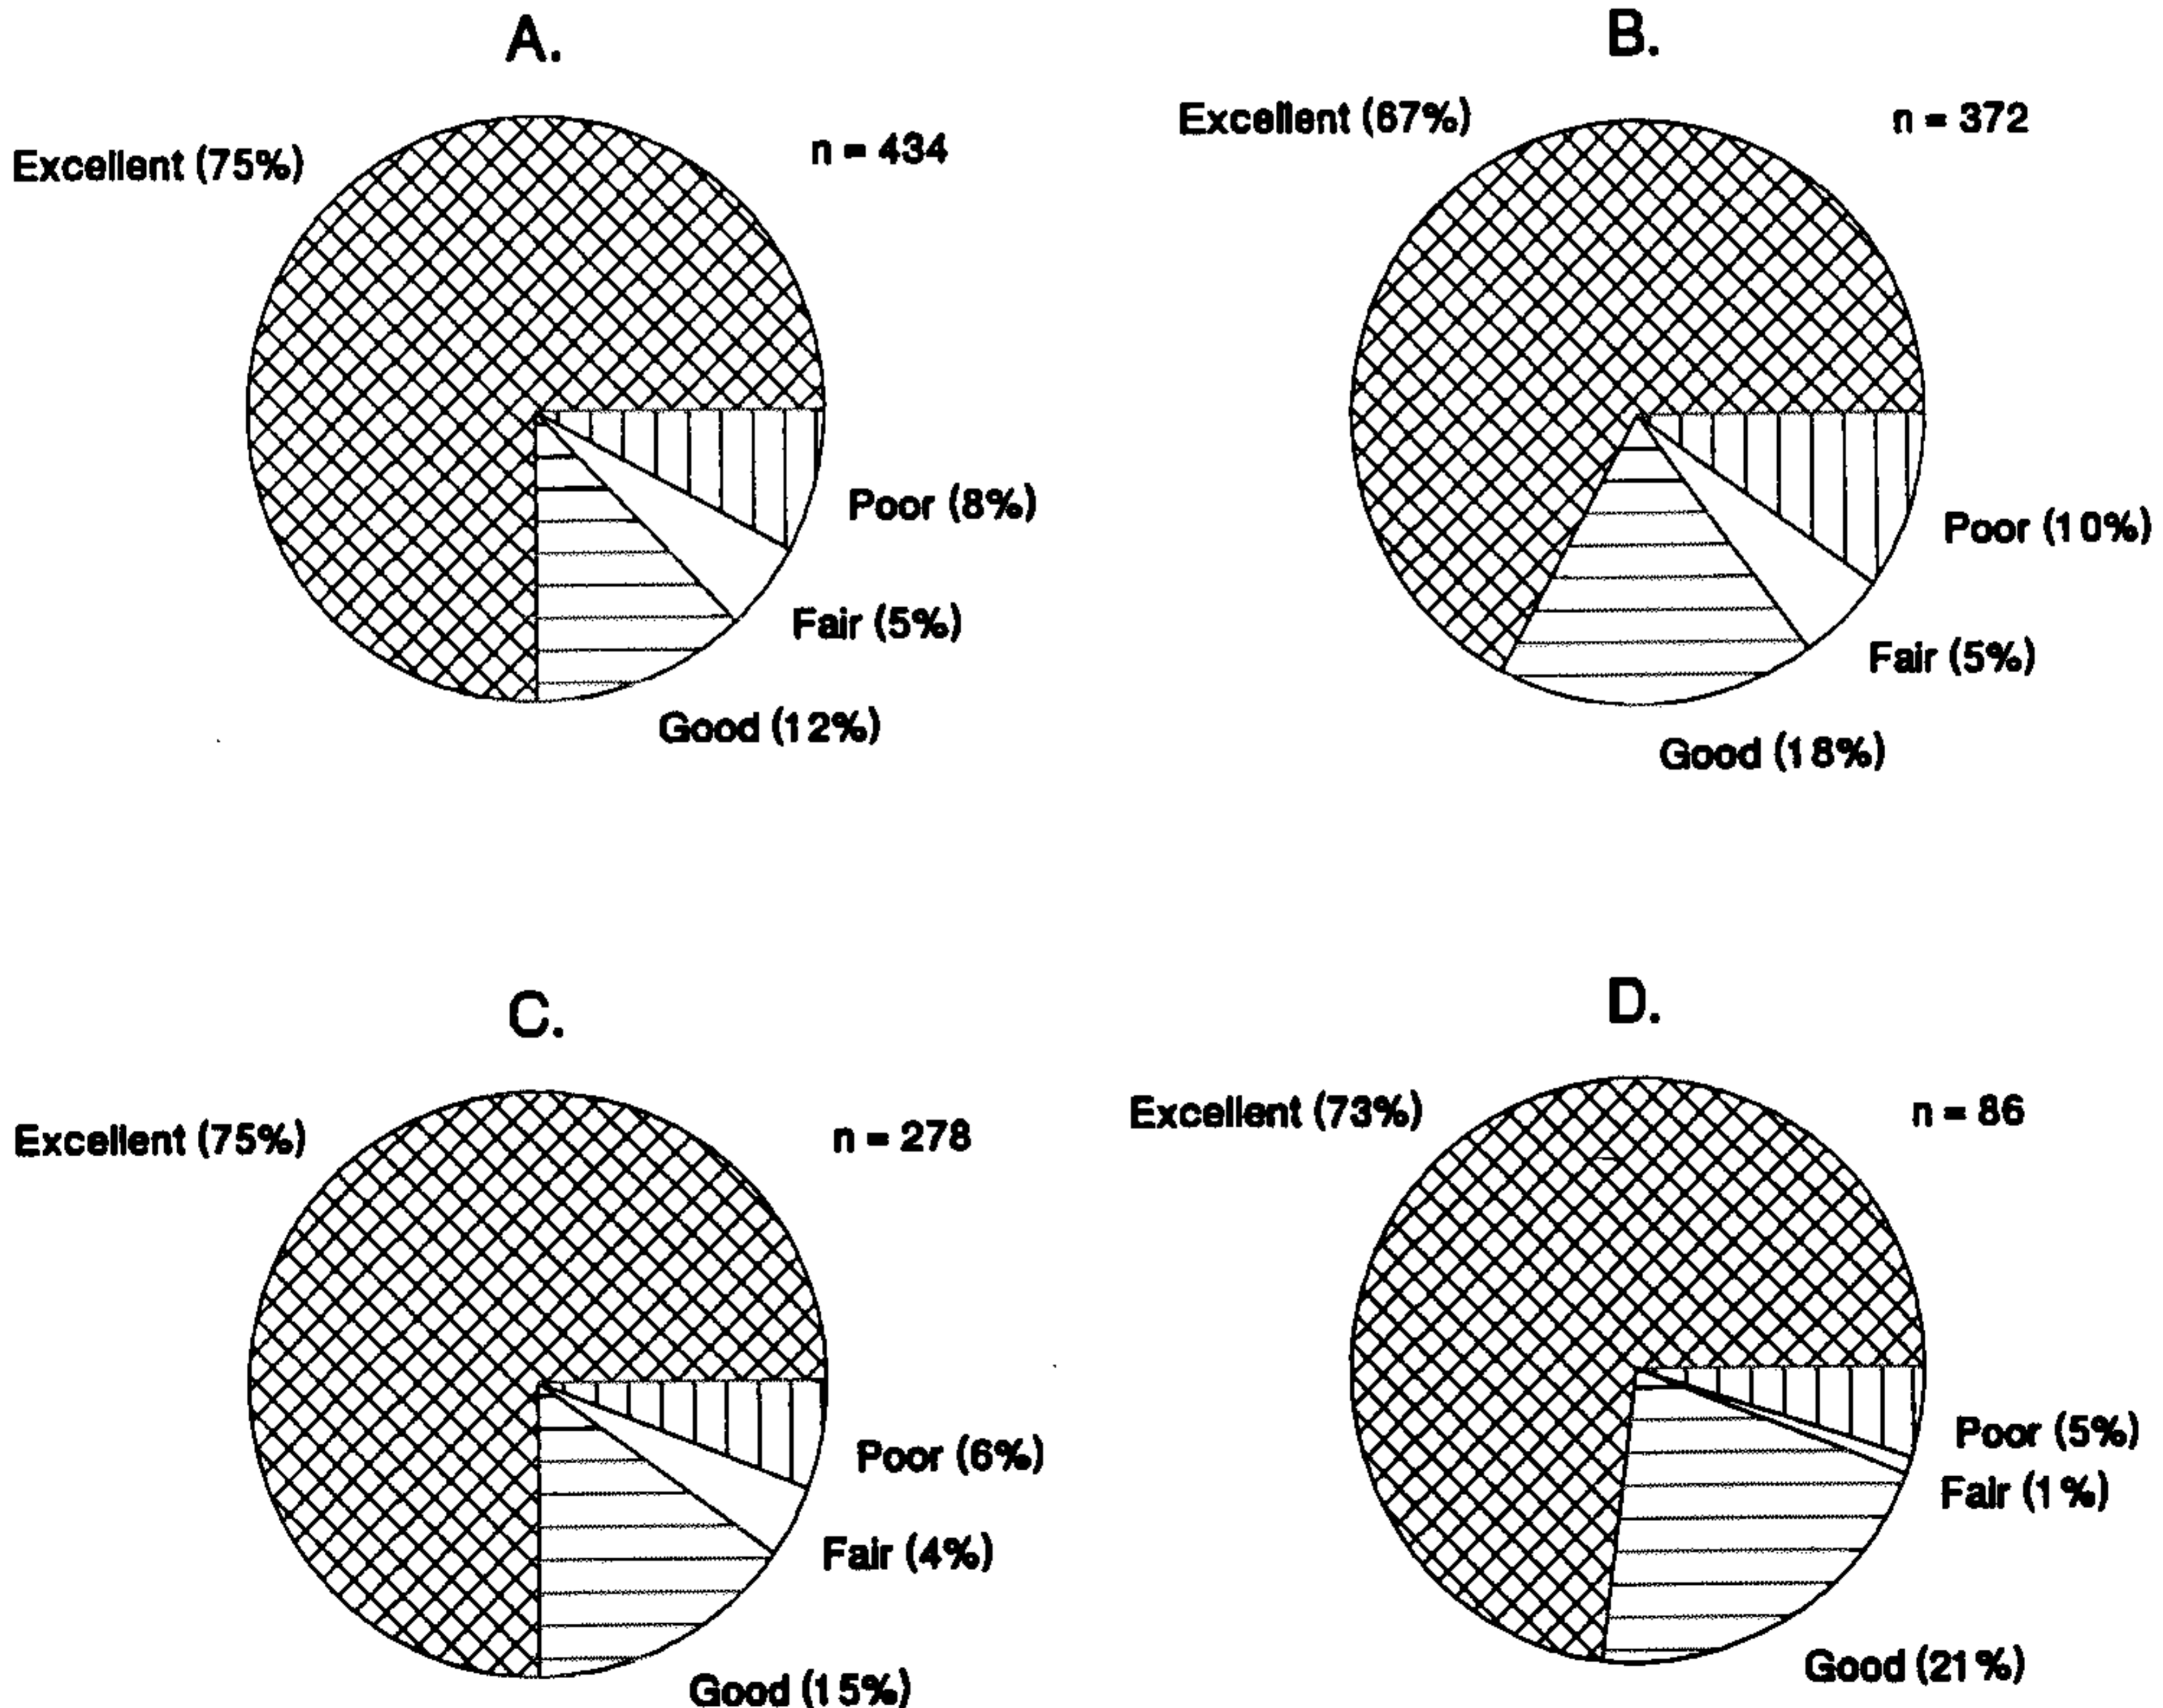 A.
Excellent (75%)
n = 434
Poor (8%)
Fair (5%)
Good (12%)
B.
Excellent (67%)
n = 372
Poor (10%)
Fair (5%)
Good (18%)
C.
Excellent (75%)
n = 278
Poor (6%)
Fair (4%)
Good (15%)
D.
Excellent (73%)
n = 86
Poor (5%)
Fair (1%)
Good (21%)